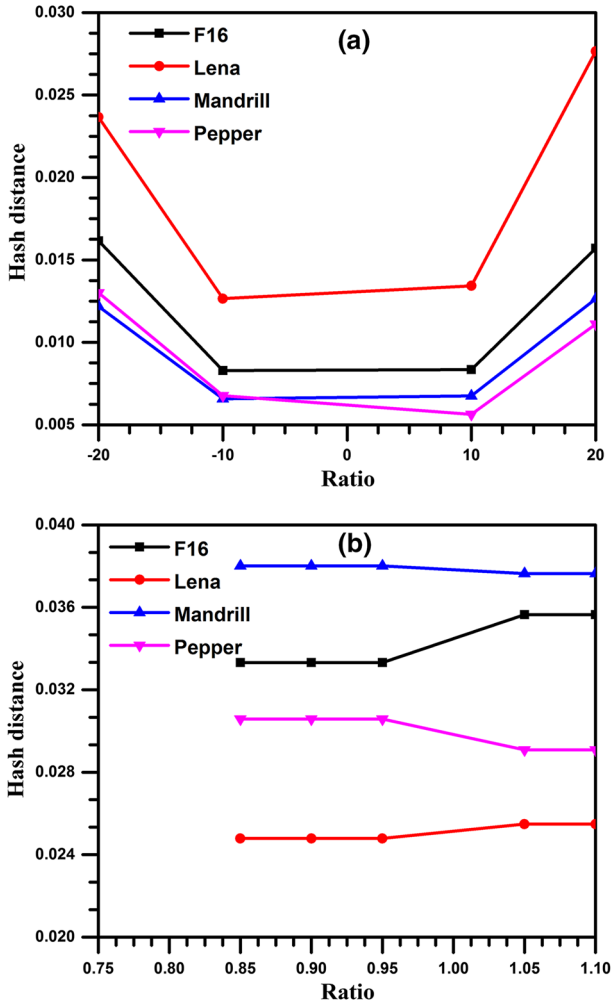 0.030
F16
(a)
Lena
0.025
Mandrill
Pepper
0.020
Hash distance
0.015
0.010
0.005
-20 -10 0 10 20
Ratio
0.040
F16
(b)
Lena
0.036
Mandrill
Pepper
0.032
Hash distance
0.028
0.024
0.020
0.75 0.80 0.85 0.90 0.95 1.00 1.05 1.10
Ratio